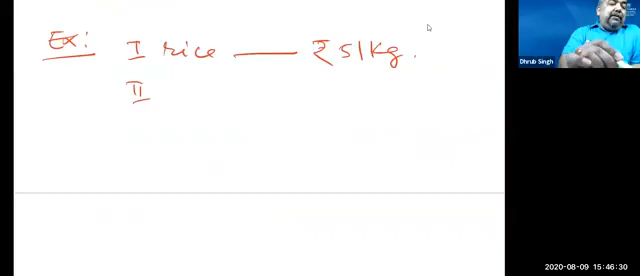 Ex: I rice —— ₹ 5/kg.
II
Dhrub Singh
2020-08-09 15:46:30